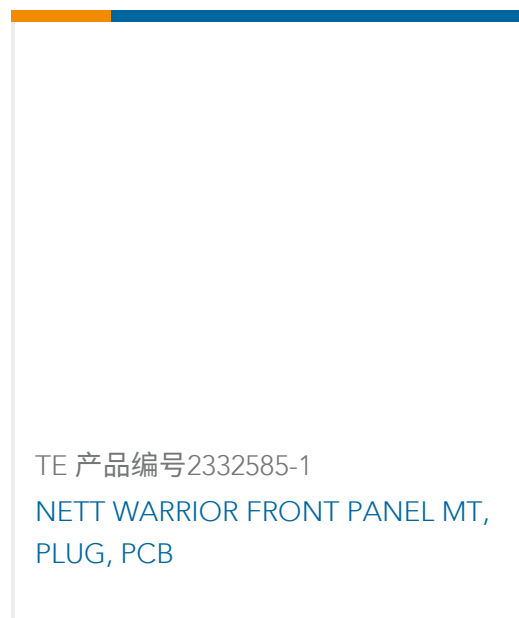 TE 产品编号2332585-1
NETT WARRIOR FRONT PANEL MT,
PLUG, PCB